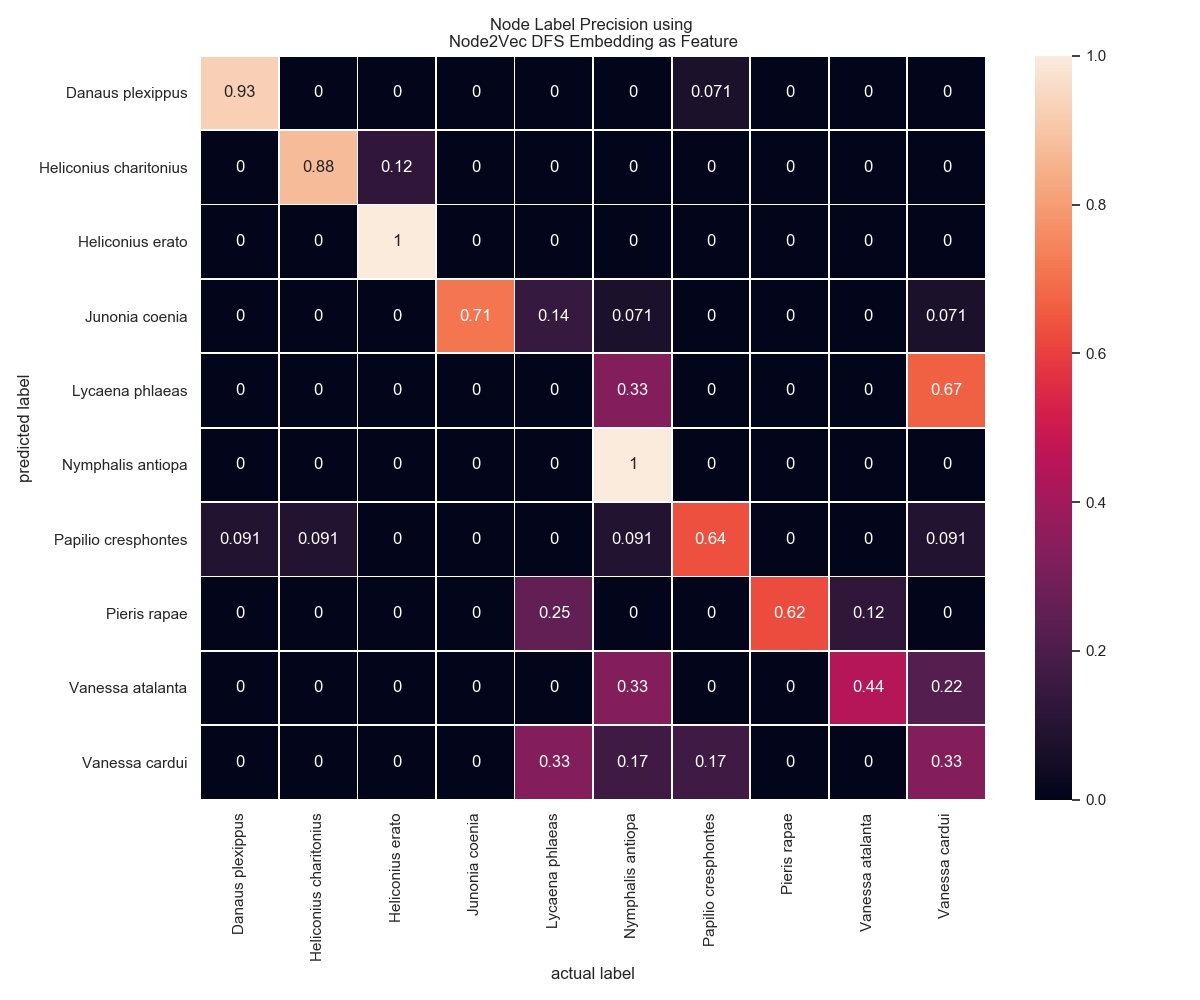 Node Label Precision using
Node2Vec DFS Embedding as Feature
predicted label
Danaus plexippus 0.93 0 0 0 0 0 0.071 0 0 0
Heliconius charitonius 0 0.88 0.12 0 0 0 0 0 0 0
Heliconius erato 0 0 1 0 0 0 0 0 0 0
Junonia coenia 0 0 0 0.71 0.14 0.071 0 0 0 0.071
Lycaena phlaeas 0 0 0 0 0 0.33 0 0 0 0.67
Nymphalis antiopa 0 0 0 0 0 1 0 0 0 0
Papilio cresphontes 0.091 0.091 0 0 0 0.091 0.64 0 0 0.091
Pieris rapae 0 0 0 0 0.25 0 0 0.62 0.12 0
Vanessa atalanta 0 0 0 0 0 0.33 0 0 0.44 0.22
Vanessa cardui 0 0 0 0 0.33 0.17 0.17 0 0 0.33
Danaus plexippus
Heliconius charitonius
Heliconius erato
Junonia coenia
Lycaena phlaeas
Nymphalis antiopa
Papilio cresphontes
Pieris rapae
Vanessa atalanta
Vanessa cardui
actual label
1.0
0.8
0.6
0.4
0.2
0.0